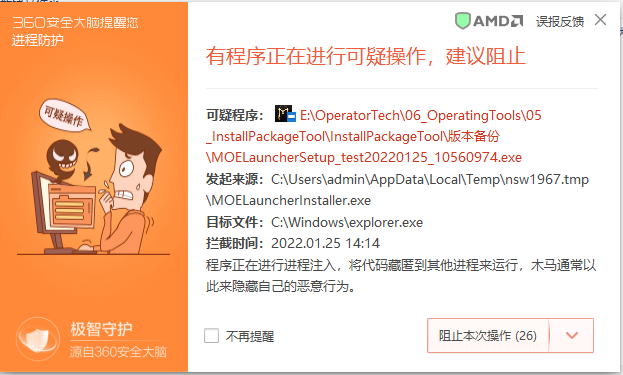 360安全大脑提醒您
进程防护
AMD
误报反馈
有程序正在进行可疑操作，建议阻止
可疑操作
可疑程序： E:\OperatorTech\06_OperatingTools\05
_InstallPackageTool\InstallPackageTool\版本备份
\MOELauncherSetup_test20220125_10560974.exe
发起来源：C:\Users\admin\AppData\Local\Temp\nsw1967.tmp
\MOELauncherInstaller.exe
目标文件：C:\Windows\explorer.exe
拦截时间：2022.01.25 14:14
程序正在进行进程注入，将代码藏匿到其他进程来运行，木马通常以
此来隐藏自己的恶意行为。
极智守护
源自360安全大脑
不再提醒
阻止本次操作 (26)